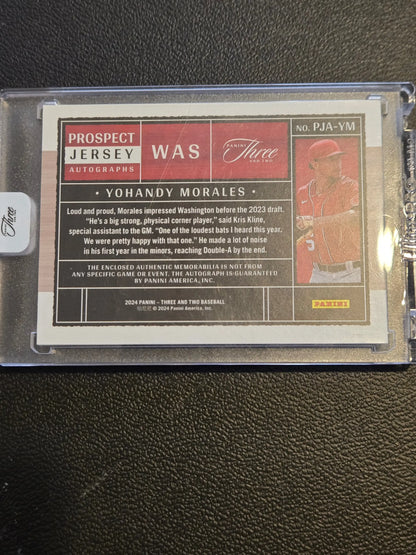 PROSPECT
JERSEY
AUTOGRAPHS
WAS
PANINI
Three
AND TWO
NO. PJA-YM
• YOHANDY MORALES •
Loud and proud, Morales impressed Washington before the 2023 draft.
"He's a big strong, physical corner player," said Kris Kline,
special assistant to the GM. "One of the loudest bats I heard this year.
We were pretty happy with that one." He made a lot of noise
in his first year in the minors, reaching Double-A by the end.
THE ENCLOSED AUTHENTIC MEMORABILIA IS NOT FROM
ANY SPECIFIC GAME OR EVENT. THE AUTOGRAPH IS GUARANTEED
BY PANINI AMERICA, INC.
2024 PANINI – THREE AND TWO BASEBALL
© 2024 Panini America, Inc.
PANINI
Three